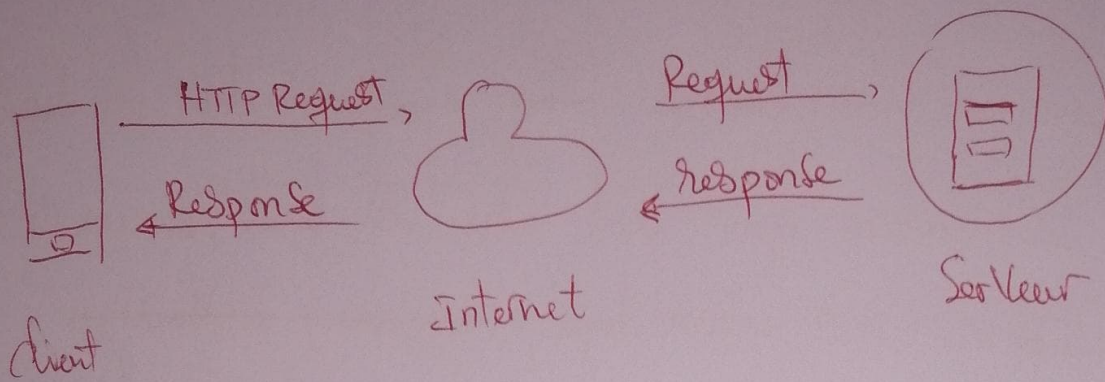 HTTP Request
Request
Response
response
Client
Internet
Serveur